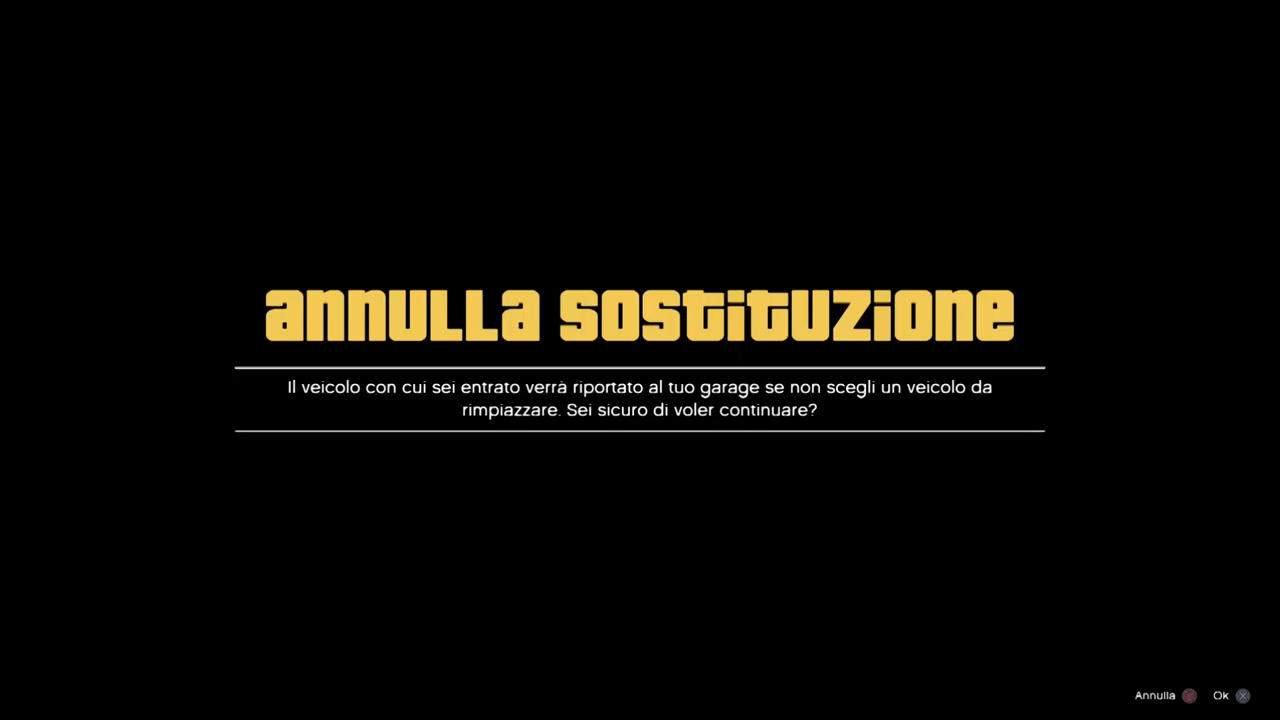 annulla sostituzione
Il veicolo con cui sei entrato verrà riportato al tuo garage se non scegli un veicolo da
rimpiazzare. Sei sicuro di voler continuare?
Annulla Ok